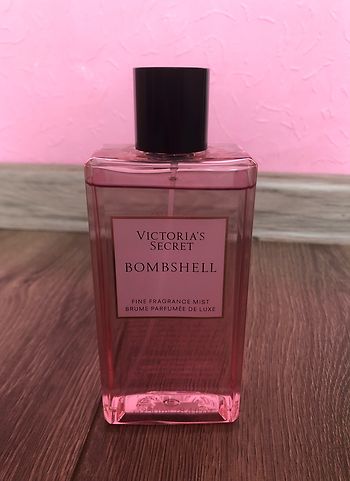 VICTORIA'S
SECRET
BOMBSHELL
FINE FRAGRANCE MIST
BRUME PARFUMÉE DE LUXE